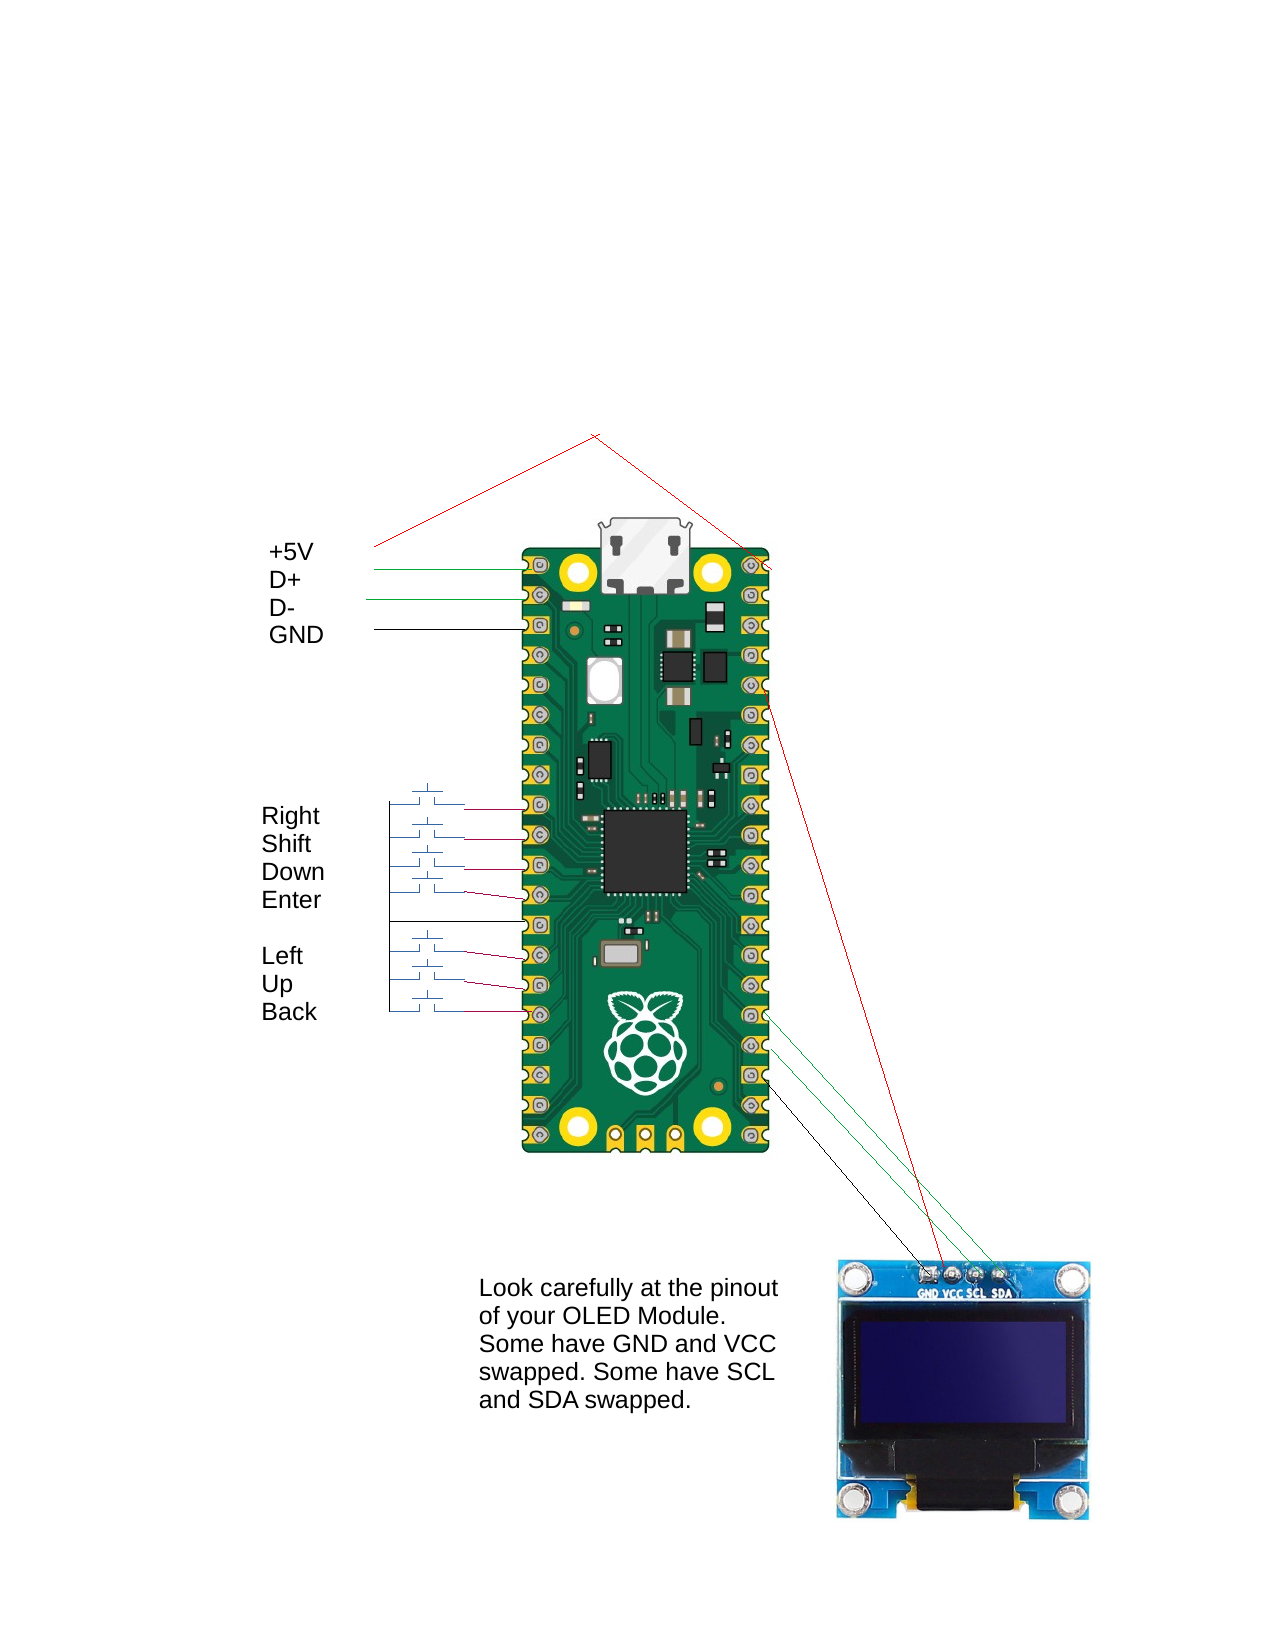 +5V
D+
D-
GND
Right
Shift
Down
Enter
Left
Up
Back
GND VCC SCL SDA
Look carefully at the pinout
of your OLED Module.
Some have GND and VCC
swapped. Some have SCL
and SDA swapped.